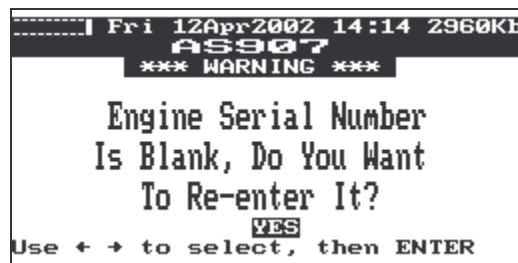 Fri 12Apr2002 14:14 2960Kb
AS907
*** WARNING ***
Engine Serial Number
Is Blank, Do You Want
To Re-enter It?
YES
Use ← → to select, then ENTER